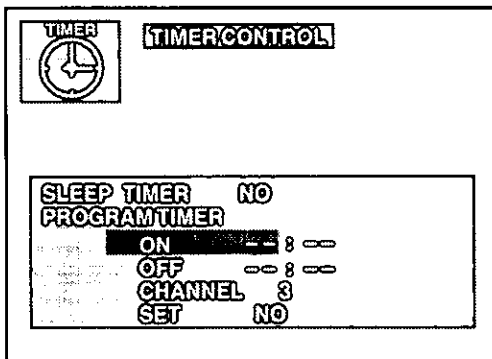 TIMER
TIMER CONTROL
SLEEP TIMER NO
PROGRAM TIMER
ON -- : --
OFF -- : --
CHANNEL 3
SET NO